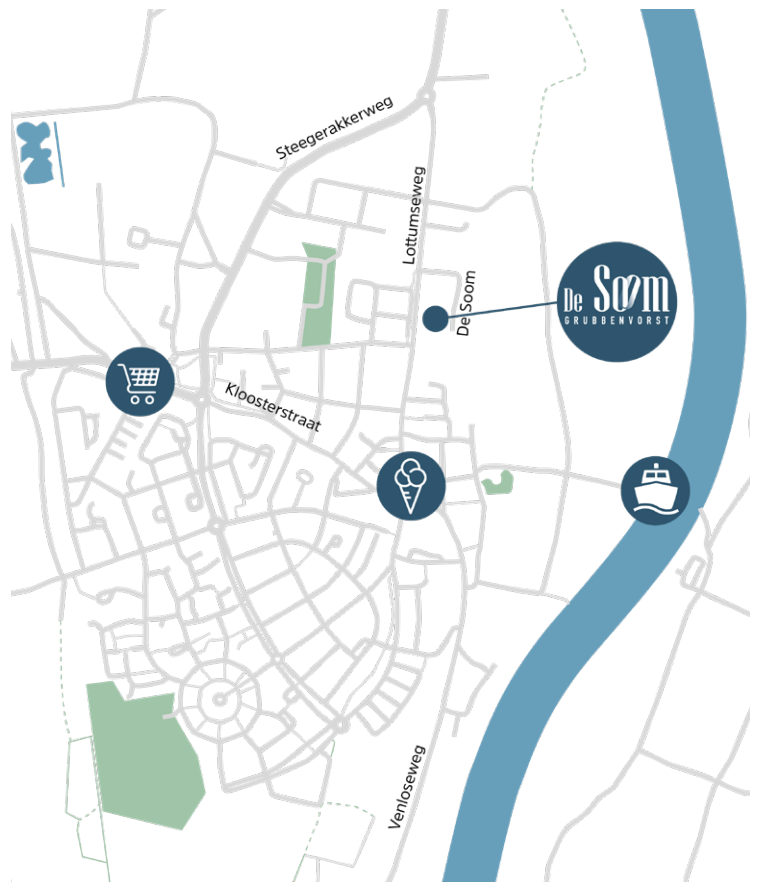 Steegerakkerweg
Lottumseweg
De Soom
De Soom
GRUBBENVORST
Kloosterstraat
Venloseweg